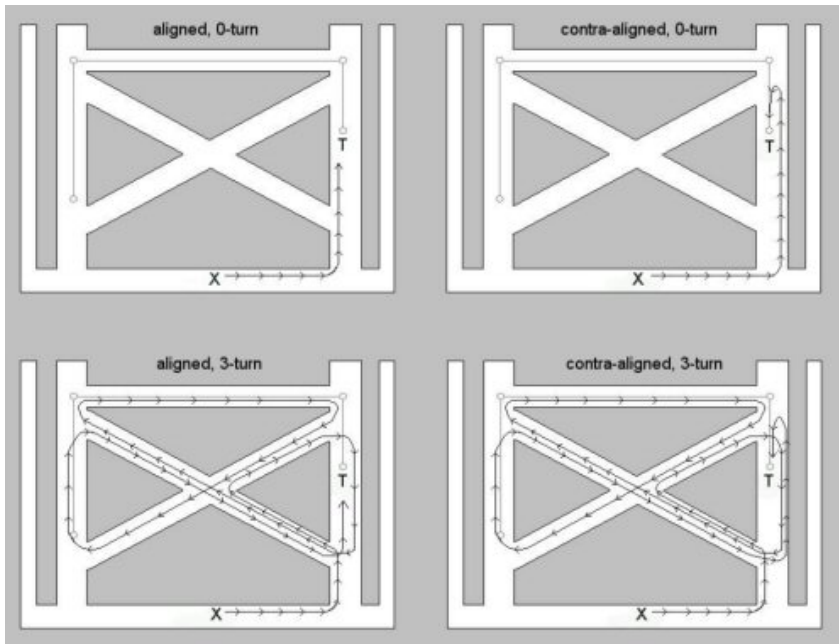 aligned, 0-turn
contra-aligned, 0-turn
T
T
X
X
aligned, 3-turn
contra-aligned, 3-turn
T
T
X
X